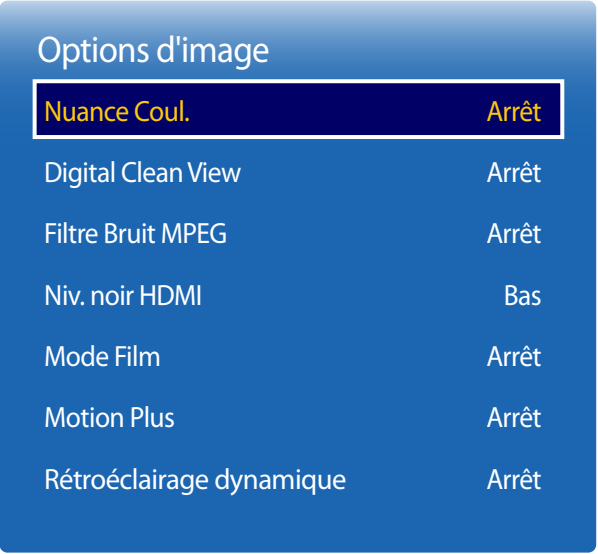 Options d'image
Nuance Coul. Arrêt
Digital Clean View Arrêt
Filtre Bruit MPEG Arrêt
Niv. noir HDMI Bas
Mode Film Arrêt
Motion Plus Arrêt
Rétroéclairage dynamique Arrêt